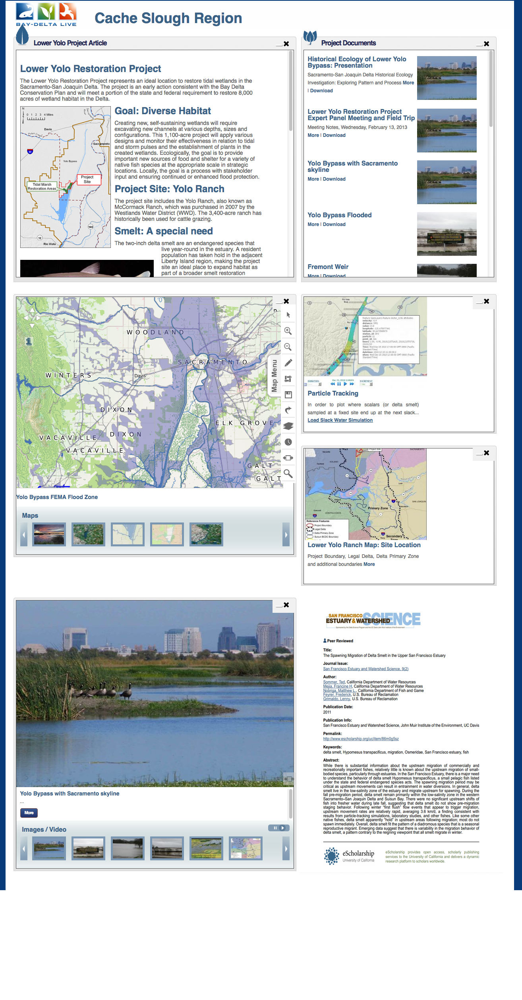 BAY-DELTA LIVE
Cache Slough Region
Lower Yolo Project Article
Lower Yolo Restoration Project
The Lower Yolo Restoration Project represents an ideal location to restore tidal wetlands in the
Sacramento-San Joaquin Delta. The project is an early action consistent with the Bay Delta
Conservation Plan and will meet a portion of the state and federal requirement to restore 8,000
acres of wetland habitat in the Delta.
N
0 1 2 3 4 Miles
Sacramento
River
Davis
Putah Creek
Sacramento
80
Yolo Bypass
Project
Site
Tidal Marsh
Restoration Areas
160
12
Rio Vista
Goal: Diverse Habitat
Creating new, self-sustaining wetlands will require
excavating new channels at various depths, sizes and
configurations. This 1,100-acre project will apply various
designs and monitor their effectiveness in relation to tidal
and storm pulses and the establishment of plants in the
created wetlands. Ecologically, the goal is to provide
important new sources of food and shelter for a variety of
native fish species at the appropriate scale in strategic
locations. Locally, the goal is a process with stakeholder
input and ensuring continued or enhanced flood protection.
Project Site: Yolo Ranch
The project site includes the Yolo Ranch, also known as
McCormack Ranch, which was purchased in 2007 by the
Westlands Water District (WWD). The 3,400-acre ranch has
historically been used for cattle grazing.
Smelt: A special need
The two-inch delta smelt are an endangered species that
live year-round in the estuary. A resident
population has taken hold in the adjacent
Liberty Island region, making the project
site an ideal place to expand habitat as
part of a broader smelt restoration
Project Documents
Historical Ecology of Lower Yolo
Bypass: Presentation
Sacramento-San Joaquin Delta Historical Ecology
Investigation: Exploring Pattern and Process More
| Download
Lower Yolo Restoration Project
Expert Panel Meeting and Field Trip
Meeting Notes, Wednesday, February 13, 2013
More | Download
Yolo Bypass with Sacramento
skyline
More | Download
Yolo Bypass Flooded
More | Download
Fremont Weir
More | Download
WOODLAND
SACRAMENTO
WINTERS
Davis
DIXON
ELK GROVE
DIXON
VACAVILLE
VACAVILLE
GALT
GALT
Map Menu
Yolo Bypass FEMA Flood Zone
Maps
Rio Vista
12
160
Feature OpenLayers.Feature.Vector_1196 attributes:
velocity: -0.9
distance: 3951
value: 13.4
station_id: SRV
particle: 11
point_id: 366
Standard Time)
datetime: 2010-12-15 11:00:00.0
Standard Time)
DURATION
INCREMENT
1 day
Particle Tracking
In order to plot where scalars (or delta smelt)
sampled at a fixed site end up at the next slack...
Load Slack Water Simulation
Project Site
SACRAMENTO
SOLANO
Fairfield
Rio Vista
Lodi
Antioch
SAN JOAQUIN
Primary Zone
Stockton
Concord
CONTRA COSTA
Reference Features
Project Boundary
Legal Delta
Delta Primary Zone
Suisun BCDC Boundary
Tracy
Secondary
Zone
Lower Yolo Ranch Map: Site Location
Project Boundary, Legal Delta, Delta Primary Zone
and additional boundaries More
Yolo Bypass with Sacramento skyline
...
More
Images / Video
SAN FRANCISCO
ESTUARY & WATERSHED
SCIENCE
Sponsored by the Delta Science Program and the UC Davis John Muir Institute of the Environment
Peer Reviewed
Title:
The Spawning Migration of Delta Smelt in the Upper San Francisco Estuary
Journal Issue:
San Francisco Estuary and Watershed Science, 9(2)
Author:
Sommer, Ted, California Department of Water Resources
Mejia, Francine H, California Department of Water Resources
Nobriga, Matthew L., California Department of Fish and Game
Feyrer, Frederick, U.S. Bureau of Reclamation
Grimaldo, Lenny, U.S. Bureau of Reclamation
Publication Date:
2011
Publication Info:
San Francisco Estuary and Watershed Science, John Muir Institute of the Environment, UC Davis
Permalink:
http://www.escholarship.org/uc/item/86m0g5sz
Keywords:
delta smelt, Hypomesus transpacificus, migration, Osmeridae, San Francisco estuary, fish
Abstract:
While there is substantial information about the upstream migration of commercially and
recreationally important fishes, relatively little is known about the upstream migration of small-
bodied species, particularly through estuaries. In the San Francisco Estuary, there is a major need
to understand the behavior of delta smelt Hypomesus transpacificus, a small pelagic fish listed
under the state and federal endangered species acts. The spawning migration period may be
critical as upstream movements can result in entrainment in water diversions. In general, delta
smelt live in the low-salinity zone of the estuary and migrate upstream for spawning. During the
fall pre-migration period, delta smelt remain primarily within the low-salinity zone in the western
Sacramento–San Joaquin Delta and Suisun Bay. There were no significant upstream shifts of
fish into fresher water during late fall, suggesting that delta smelt do not show pre-migration
staging behavior. Following winter “first flush” flow events that appear to trigger migration,
upstream movement rates are relatively rapid, averaging 3.6 km/d, a finding consistent with
results from particle-tracking simulations, laboratory studies, and other fishes. Like some other
native fishes, delta smelt apparently “hold” in upstream areas following migration; most do not
spawn immediately. Overall, delta smelt fit the pattern of a diadromous species that is a seasonal
reproductive migrant. Emerging data suggest that there is variability in the migration behavior of
delta smelt, a pattern contrary to the reigning viewpoint that all smelt migrate in winter.
eScholarship
University of California
eScholarship provides open access, scholarly publishing
services to the University of California and delivers a dynamic
research platform to scholars worldwide.